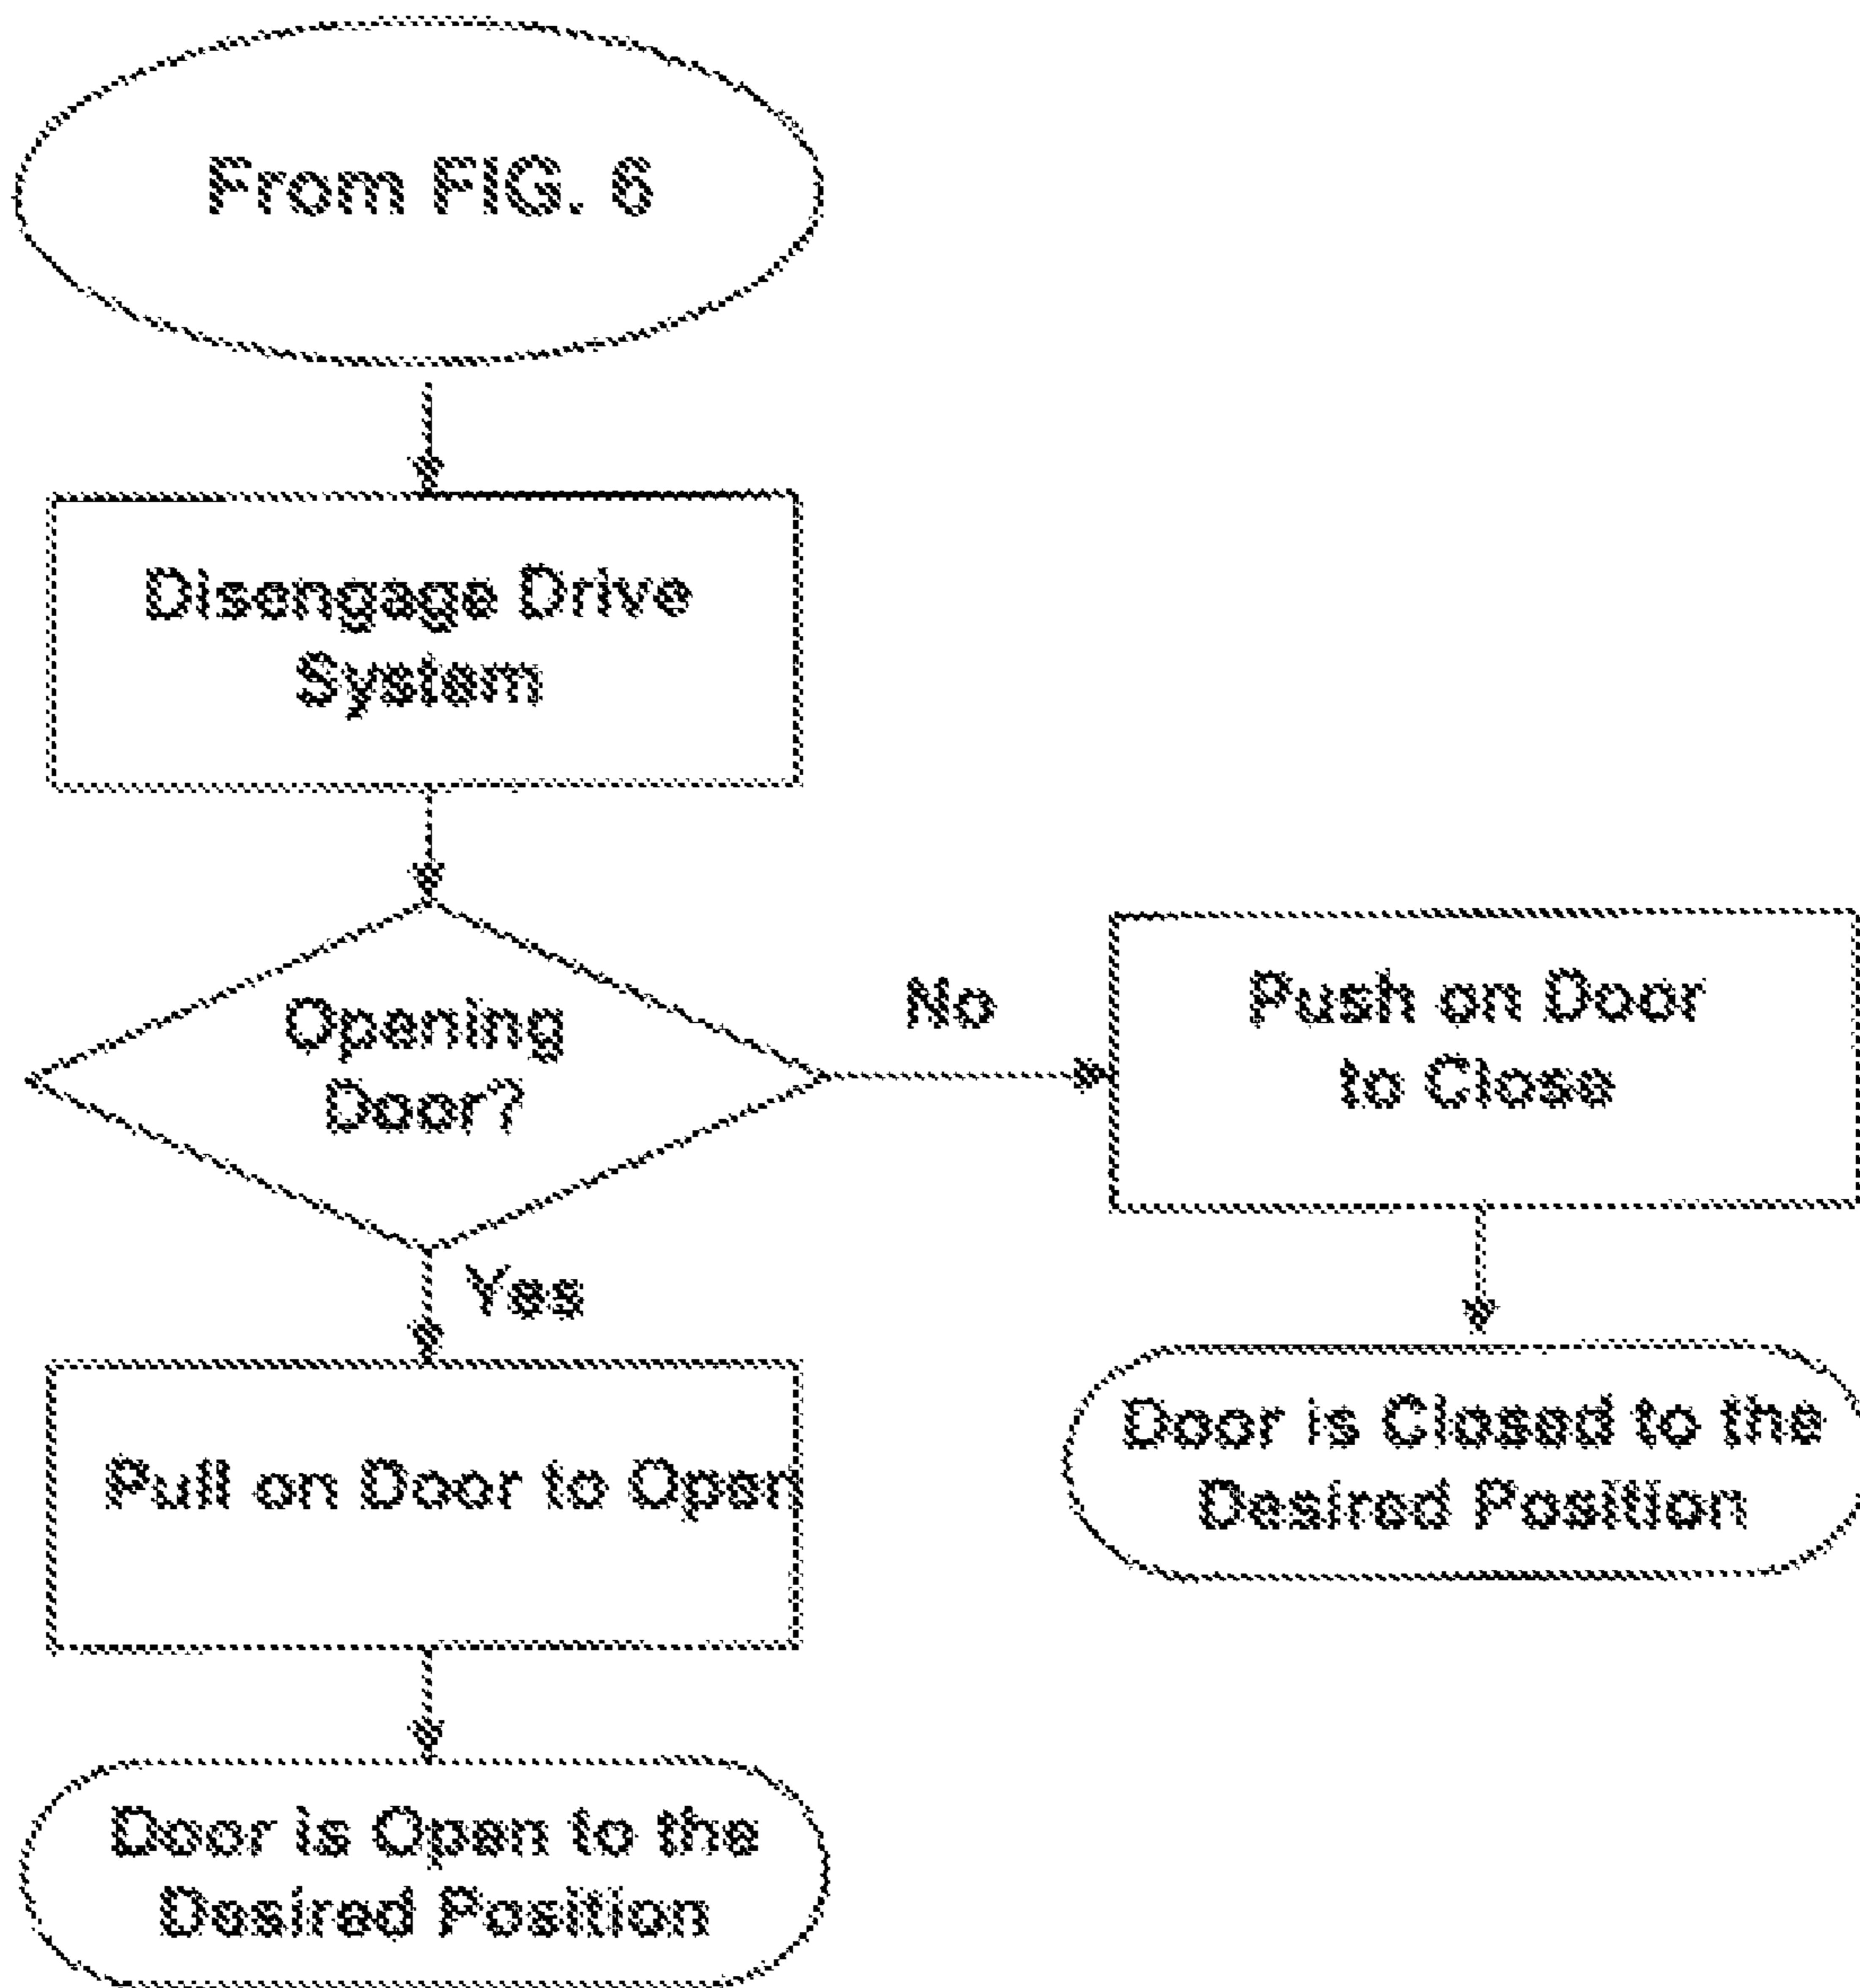 From FIG. 6
Disengage Drive
System
Opening
Door?
No
Push on Door
to Close
Yes
Pull on Door to Open
Door is Closed to the
Desired Position
Door is Open to the
Desired Position